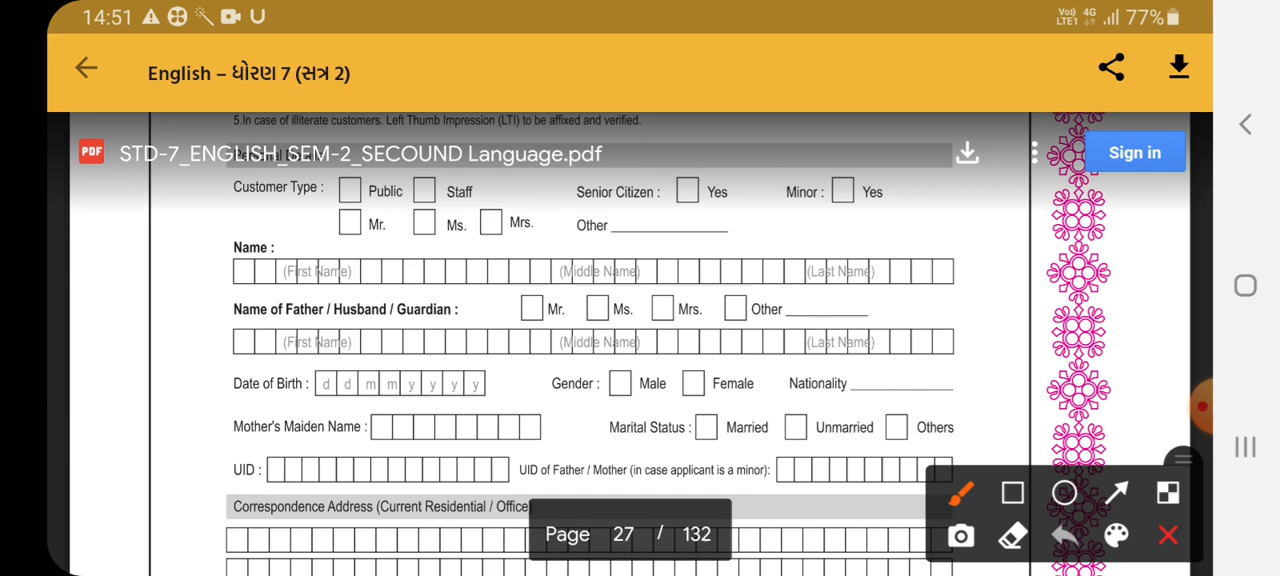 14:51 Vo) LTE1 4G 77%
English – ધોરણ 7 (સત્ર 2)
5.In case of illiterate customers. Left Thumb Impression (LTI) to be affixed and verified.
PDF STD-7_ENGLISH_SEM-2_SECOUND Language.pdf Sign in
Customer Type : Public Staff Senior Citizen : Yes Minor : Yes
Mr. Ms. Mrs. Other
Name :
(First Name) (Middle Name) (Last Name)
Name of Father / Husband / Guardian : Mr. Ms. Mrs. Other
(First Name) (Middle Name) (Last Name)
Date of Birth : d d m m y y y y Gender : Male Female Nationality
Mother's Maiden Name : Marital Status : Married Unmarried Others
UID : UID of Father / Mother (in case applicant is a minor):
Correspondence Address (Current Residential / Office)
Page 27 / 132